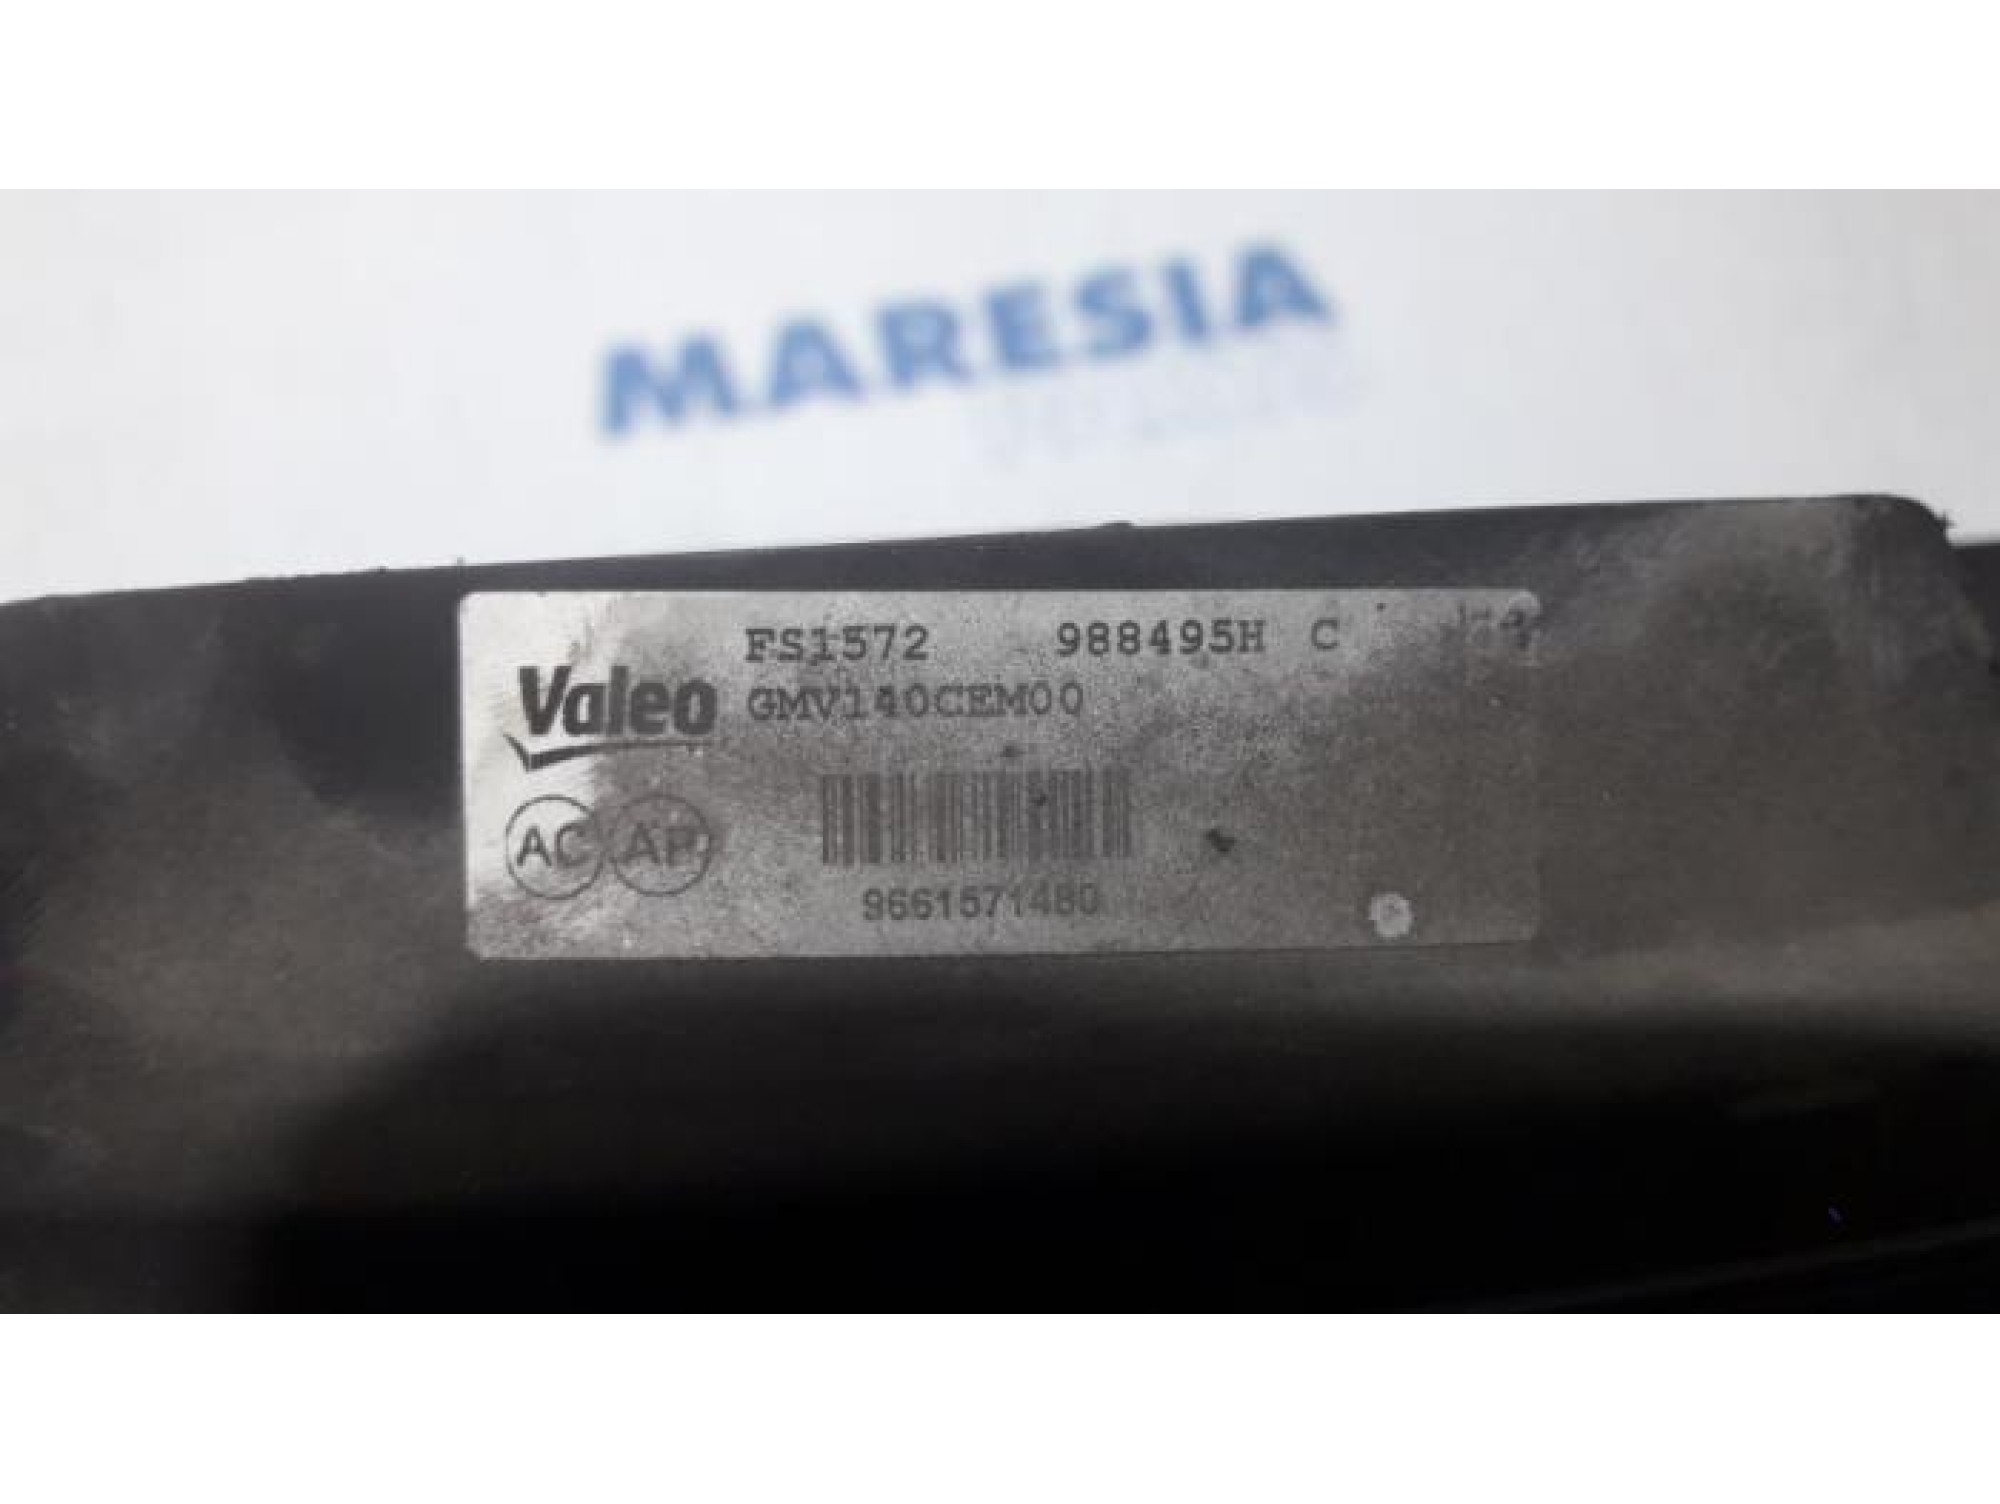 MARESIA
FS1572 988495H C
Valeo GMV140CEM00
AC AP
9661571480